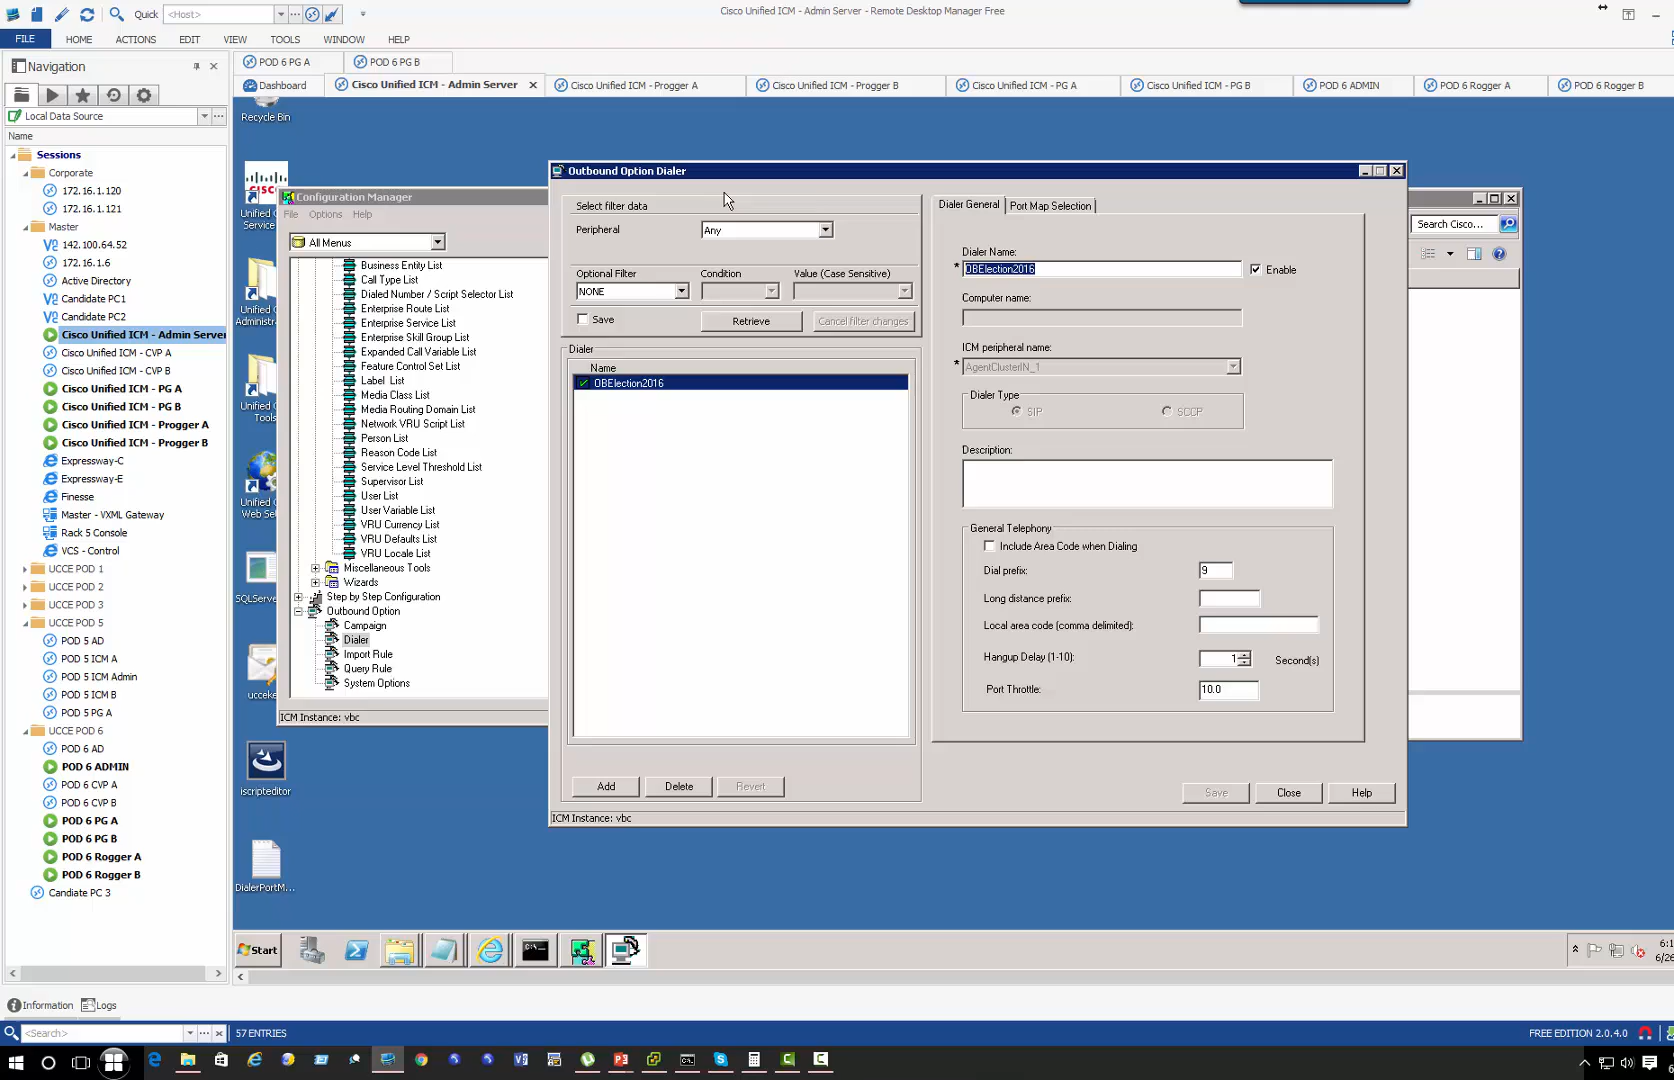 Quick
<Host>
Cisco Unified ICM - Admin Server - Remote Desktop Manager Free
FILE
HOME
ACTIONS
EDIT
VIEW
TOOLS
WINDOW
HELP
Navigation
POD 6 PG A
POD 6 PG B
Dashboard
Cisco Unified ICM - Admin Server
Cisco Unified ICM - Progger A
Cisco Unified ICM - Progger B
Cisco Unified ICM - PG A
Cisco Unified ICM - PG B
POD 6 ADMIN
POD 6 Rogger A
POD 6 Rogger B
Local Data Source
Name
Sessions
Corporate
172.16.1.120
172.16.1.121
Master
142.100.64.52
172.16.1.6
Active Directory
Candidate PC1
Candidate PC2
Cisco Unified ICM - Admin Server
Cisco Unified ICM - CVP A
Cisco Unified ICM - CVP B
Cisco Unified ICM - PG A
Cisco Unified ICM - PG B
Cisco Unified ICM - Progger A
Cisco Unified ICM - Progger B
Expressway-C
Expressway-E
Finesse
Master - VXML Gateway
Rack 5 Console
VCS - Control
UCCE POD 1
UCCE POD 2
UCCE POD 3
UCCE POD 5
POD 5 AD
POD 5 ICM A
POD 5 ICM Admin
POD 5 ICM B
POD 5 PG A
UCCE POD 6
POD 6 AD
POD 6 ADMIN
POD 6 CVP A
POD 6 CVP B
POD 6 PG A
POD 6 PG B
POD 6 Rogger A
POD 6 Rogger B
Candiate PC 3
Information
Logs
<Search>
57 ENTRIES
FREE EDITION 2.0.4.0
Recycle Bin
CISCO
Unified
Service
Unified
Administr
Unified
Tools
Unified
Web Se
SQLServe
uccek
iscripteditor
DialerPortM...
Configuration Manager
File
Options
Help
All Menus
Business Entity List
Call Type List
Dialed Number / Script Selector List
Enterprise Route List
Enterprise Service List
Enterprise Skill Group List
Expanded Call Variable List
Feature Control Set List
Label List
Media Class List
Media Routing Domain List
Network VRU Script List
Person List
Reason Code List
Service Level Threshold List
Supervisor List
User List
User Variable List
VRU Currency List
VRU Defaults List
VRU Locale List
Miscellaneous Tools
Wizards
Step by Step Configuration
Outbound Option
Campaign
Dialer
Import Rule
Query Rule
System Options
ICM Instance: vbc
Outbound Option Dialer
Select filter data
Peripheral
Any
Optional Filter
Condition
Value (Case Sensitive)
NONE
Save
Retrieve
Cancel filter changes
Dialer
Name
OBElection2016
Add
Delete
Revert
ICM Instance: vbc
Dialer General
Port Map Selection
Dialer Name:
* OBElection2016
Enable
Computer name:
ICM peripheral name:
* AgentClusterIN_1
Dialer Type
SIP
SCCP
Description:
General Telephony
Include Area Code when Dialing
Dial prefix:
9
Long distance prefix:
Local area code (comma delimited):
Hangup Delay (1-10):
1
Second(s)
Port Throttle:
10.0
Save
Close
Help
Search Cisco...
Start
6:1
6/26